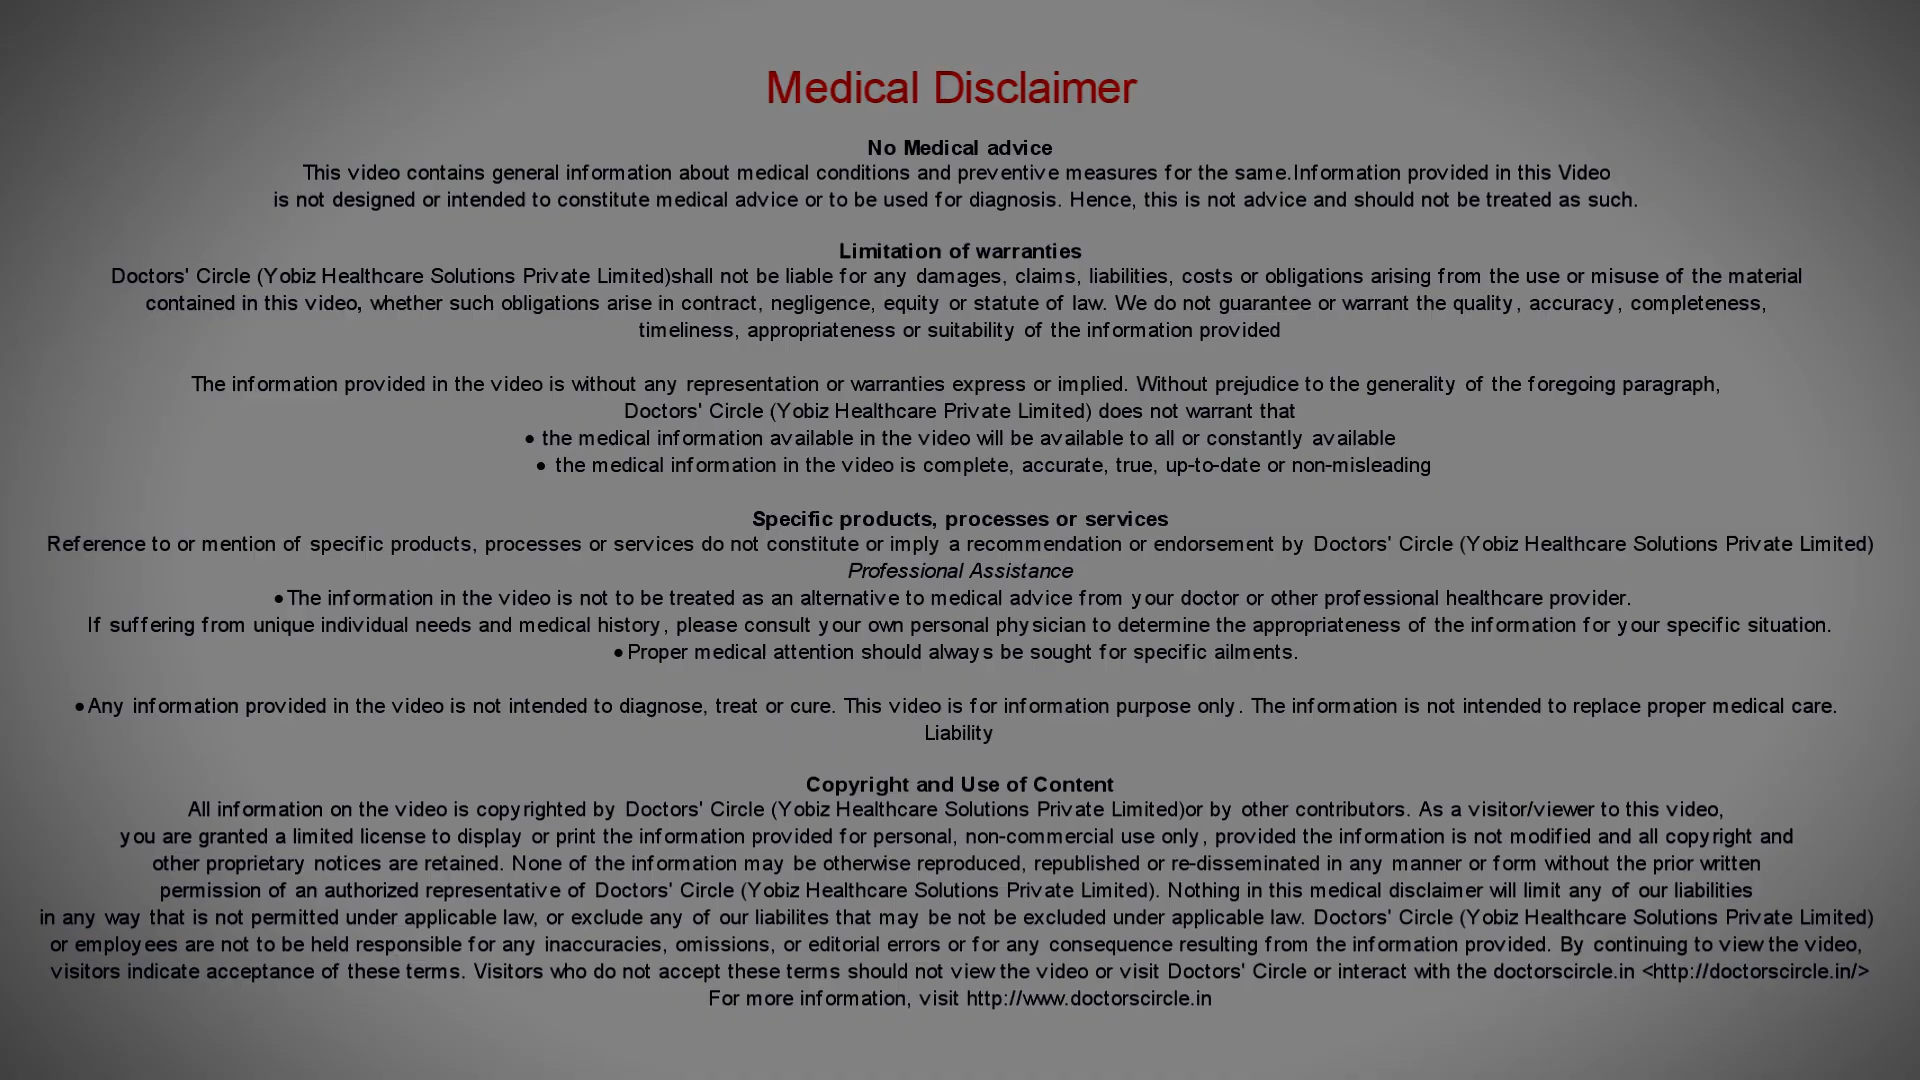 Medical Disclaimer
No Medical advice
This video contains general information about medical conditions and preventive measures for the same.Information provided in this Video
is not designed or intended to constitute medical advice or to be used for diagnosis. Hence, this is not advice and should not be treated as such.
Limitation of warranties
Doctors' Circle (Yobiz Healthcare Solutions Private Limited)shall not be liable for any damages, claims, liabilities, costs or obligations arising from the use or misuse of the material
contained in this video, whether such obligations arise in contract, negligence, equity or statute of law. We do not guarantee or warrant the quality, accuracy, completeness,
timeliness, appropriateness or suitability of the information provided
The information provided in the video is without any representation or warranties express or implied. Without prejudice to the generality of the foregoing paragraph,
Doctors' Circle (Yobiz Healthcare Private Limited) does not warrant that
• the medical information available in the video will be available to all or constantly available
• the medical information in the video is complete, accurate, true, up-to-date or non-misleading
Specific products, processes or services
Reference to or mention of specific products, processes or services do not constitute or imply a recommendation or endorsement by Doctors' Circle (Yobiz Healthcare Solutions Private Limited)
Professional Assistance
•The information in the video is not to be treated as an alternative to medical advice from your doctor or other professional healthcare provider.
If suffering from unique individual needs and medical history, please consult your own personal physician to determine the appropriateness of the information for your specific situation.
•Proper medical attention should always be sought for specific ailments.
•Any information provided in the video is not intended to diagnose, treat or cure. This video is for information purpose only. The information is not intended to replace proper medical care.
Liability
Copyright and Use of Content
All information on the video is copyrighted by Doctors' Circle (Yobiz Healthcare Solutions Private Limited)or by other contributors. As a visitor/viewer to this video,
you are granted a limited license to display or print the information provided for personal, non-commercial use only, provided the information is not modified and all copyright and
other proprietary notices are retained. None of the information may be otherwise reproduced, republished or re-disseminated in any manner or form without the prior written
permission of an authorized representative of Doctors' Circle (Yobiz Healthcare Solutions Private Limited). Nothing in this medical disclaimer will limit any of our liabilities
in any way that is not permitted under applicable law, or exclude any of our liabilites that may be not be excluded under applicable law. Doctors' Circle (Yobiz Healthcare Solutions Private Limited)
or employees are not to be held responsible for any inaccuracies, omissions, or editorial errors or for any consequence resulting from the information provided. By continuing to view the video,
visitors indicate acceptance of these terms. Visitors who do not accept these terms should not view the video or visit Doctors' Circle or interact with the doctorscircle.in <http://doctorscircle.in/>
For more information, visit http://www.doctorscircle.in